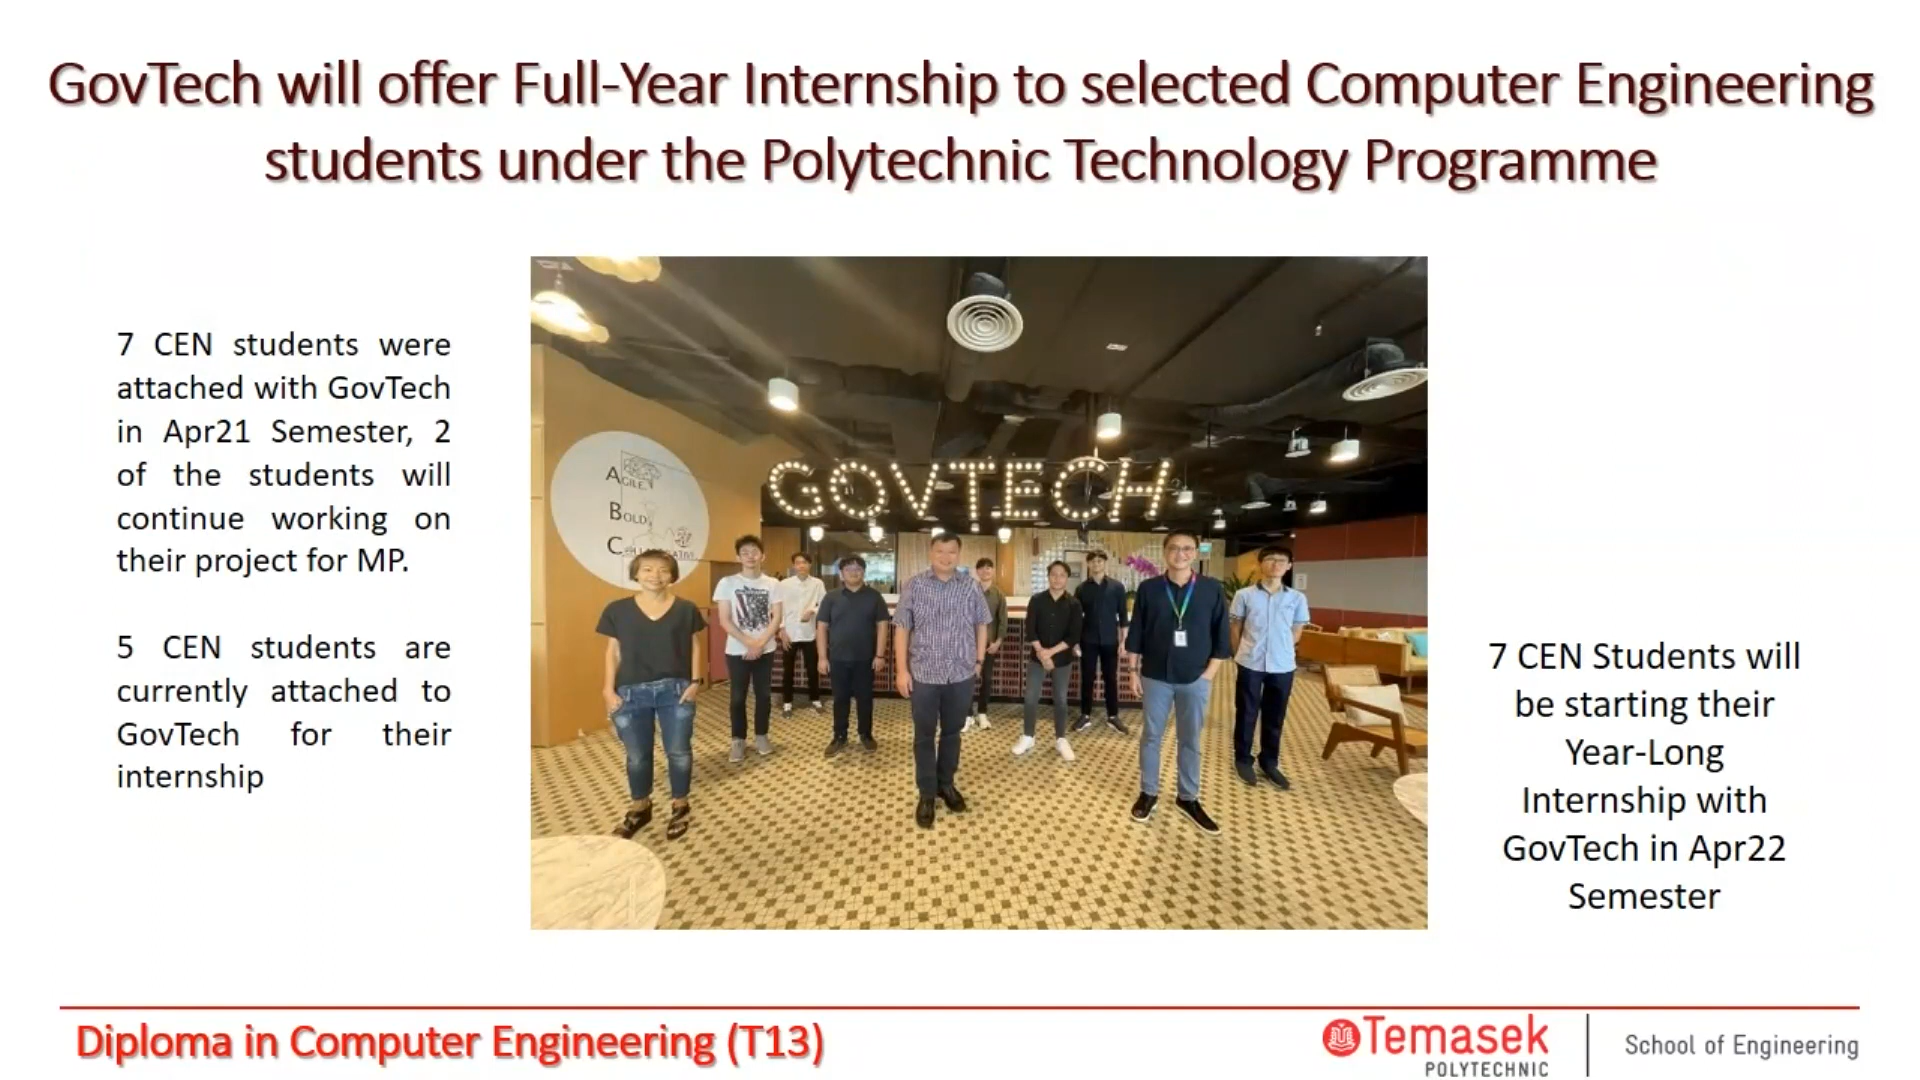 GovTech will offer Full-Year Internship to selected Computer Engineering
students under the Polytechnic Technology Programme
7 CEN students were
attached with GovTech
in Apr21 Semester, 2
of the students will
continue working on
their project for MP.
5 CEN students are
currently attached to
GovTech for their
internship
AGILE
BOLD
GOVTECH
7 CEN Students will
be starting their
Year-Long
Internship with
GovTech in Apr22
Semester
Diploma in Computer Engineering (T13)
Temasek
POLYTECHNIC
School of Engineering